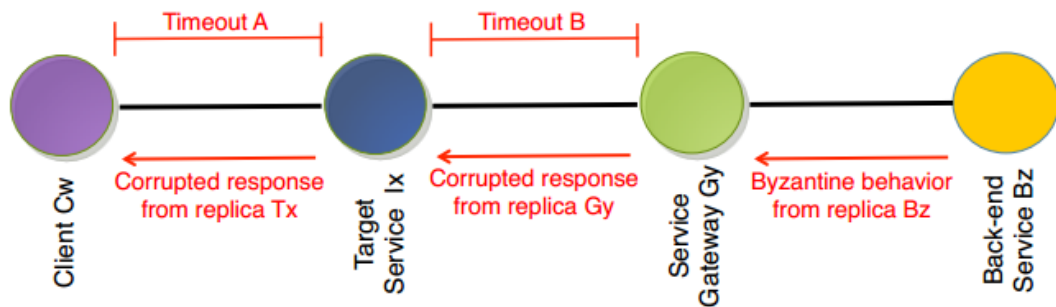 Timeout A
Timeout B
Corrupted response
from replica Tx
Corrupted response
from replica Gy
Byzantine behavior
from replica Bz
Client Cw
Target
Service Ix
Service
Gateway Gy
Back-end
Service Bz